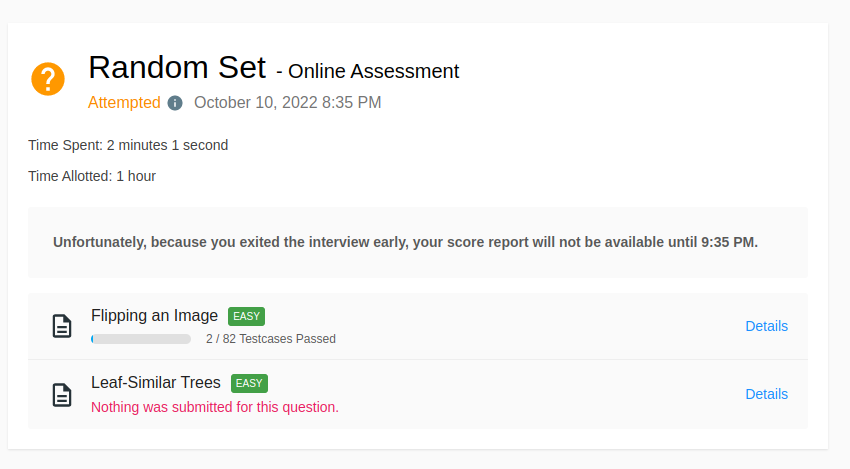 Random Set - Online Assessment
Attempted October 10, 2022 8:35 PM
Time Spent: 2 minutes 1 second
Time Allotted: 1 hour
Unfortunately, because you exited the interview early, your score report will not be available until 9:35 PM.
Flipping an Image EASY
2 / 82 Testcases Passed
Details
Leaf-Similar Trees EASY
Nothing was submitted for this question.
Details